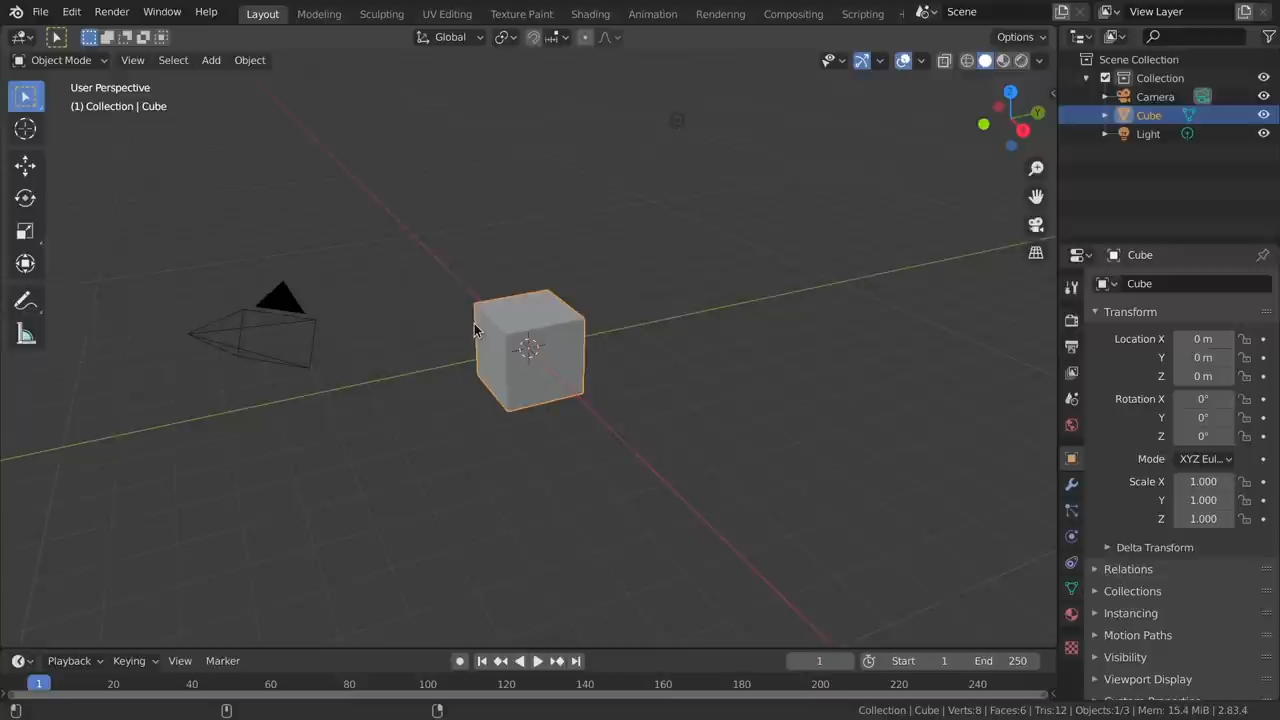 File Edit Render Window Help Layout Modeling Sculpting UV Editing Texture Paint Shading Animation Rendering Compositing Scripting Scene View Layer
Global Options
Object Mode View Select Add Object
User Perspective
(1) Collection | Cube
Z
Y
X
Scene Collection
Collection
Camera
Cube
Light
Cube
Cube
Transform
Location X 0 m
Y 0 m
Z 0 m
Rotation X 0°
Y 0°
Z 0°
Mode XYZ Eul...
Scale X 1.000
Y 1.000
Z 1.000
Delta Transform
Relations
Collections
Instancing
Motion Paths
Visibility
Viewport Display
Playback Keying View Marker 1 Start 1 End 250
1 20 40 60 80 100 120 140 160 180 200 220 240
Collection | Cube | Verts:8 | Faces:6 | Tris:12 | Objects:1/3 | Mem: 15.4 MiB | 2.83.4